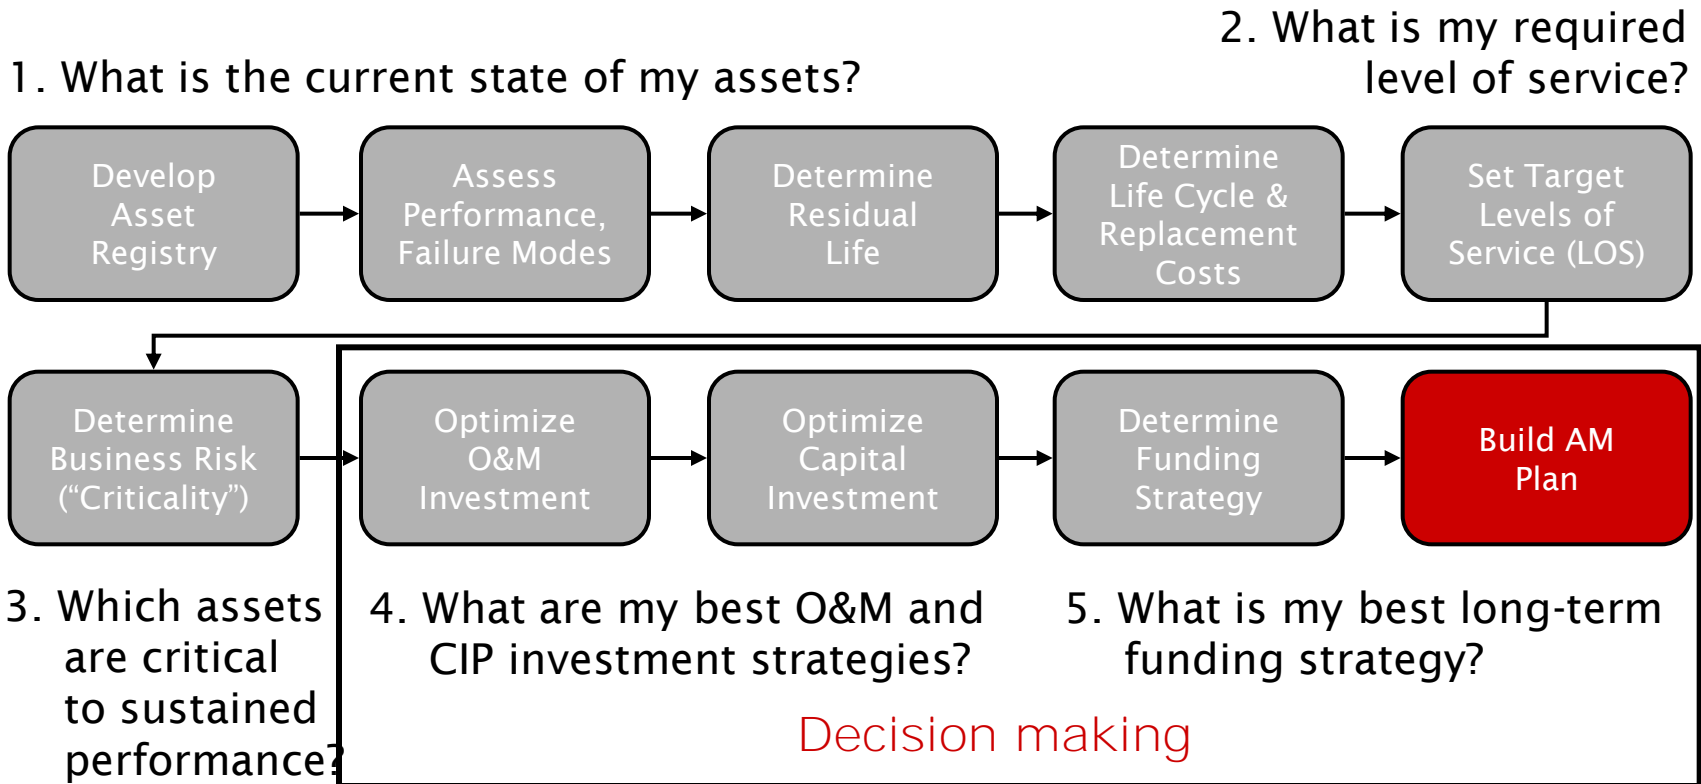 1. What is the current state of my assets?
2. What is my required
level of service?
Develop
Asset
Registry
Assess
Performance,
Failure Modes
Determine
Residual
Life
Determine
Life Cycle &
Replacement
Costs
Set Target
Levels of
Service (LOS)
Determine
Business Risk
(“Criticality”)
Optimize
O&M
Investment
Optimize
Capital
Investment
Determine
Funding
Strategy
Build AM
Plan
3. Which assets
are critical
to sustained
performance?
4. What are my best O&M and
CIP investment strategies?
5. What is my best long-term
funding strategy?
Decision making